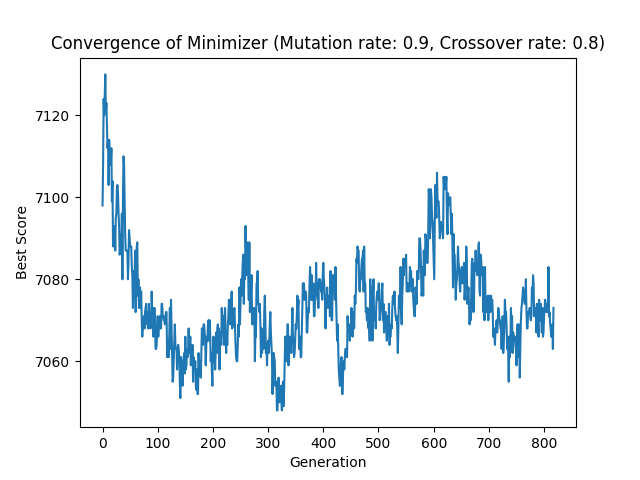 Convergence of Minimizer (Mutation rate: 0.9, Crossover rate: 0.8)
7120
7100
7080
7060
Best Score
0 100 200 300 400 500 600 700 800
Generation